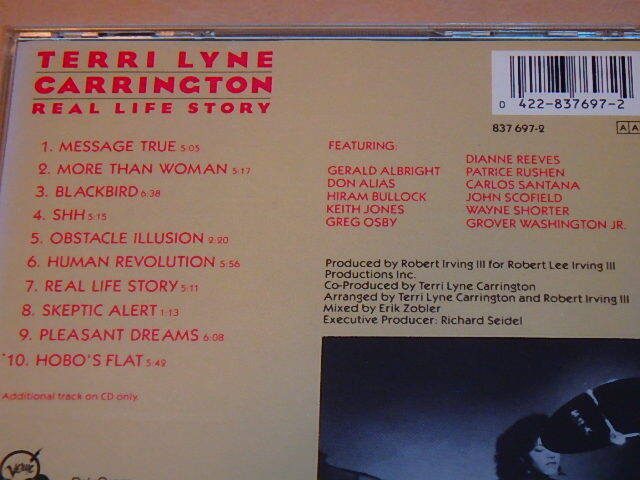 TERRI LYNE
CARRINGTON
REAL LIFE STORY
1. MESSAGE TRUE 5:05
2. MORE THAN WOMAN 5:17
3. BLACKBIRD 6:38
4. SHH 5:15
5. OBSTACLE ILLUSION 2:20
6. HUMAN REVOLUTION 5:56
7. REAL LIFE STORY 5:11
8. SKEPTIC ALERT 1:13
9. PLEASANT DREAMS 6:08
*10. HOBO'S FLAT 5:49
Additional track on CD only.
0 422-837697-2
837 697-2
AA
FEATURING:
GERALD ALBRIGHT
DON ALIAS
HIRAM BULLOCK
KEITH JONES
GREG OSBY
DIANNE REEVES
PATRICE RUSHEN
CARLOS SANTANA
JOHN SCOFIELD
WAYNE SHORTER
GROVER WASHINGTON JR.
Produced by Robert Irving III for Robert Lee Irving III
Productions Inc.
Co-Produced by Terri Lyne Carrington
Arranged by Terri Lyne Carrington and Robert Irving III
Mixed by Erik Zobler
Executive Producer: Richard Seidel
Verve